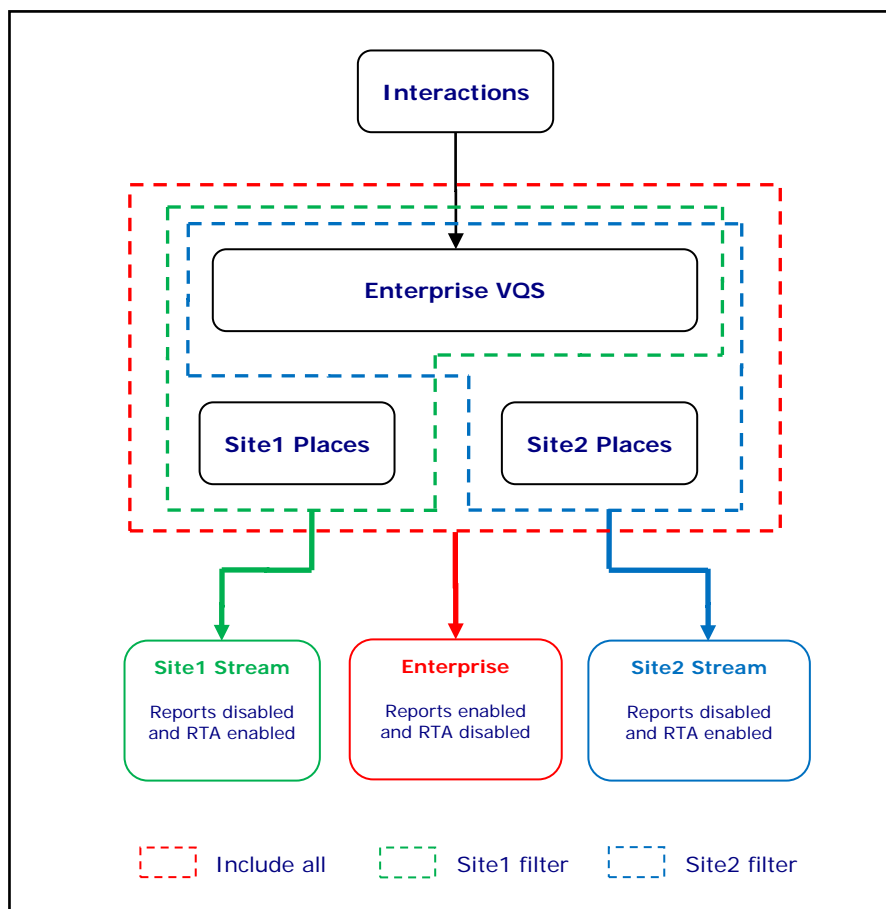 Interactions
Enterprise VQS
Site1 Places
Site2 Places
Site1 Stream
Reports disabled
and RTA enabled
Enterprise
Reports enabled
and RTA disabled
Site2 Stream
Reports disabled
and RTA enabled
Include all
Site1 filter
Site2 filter